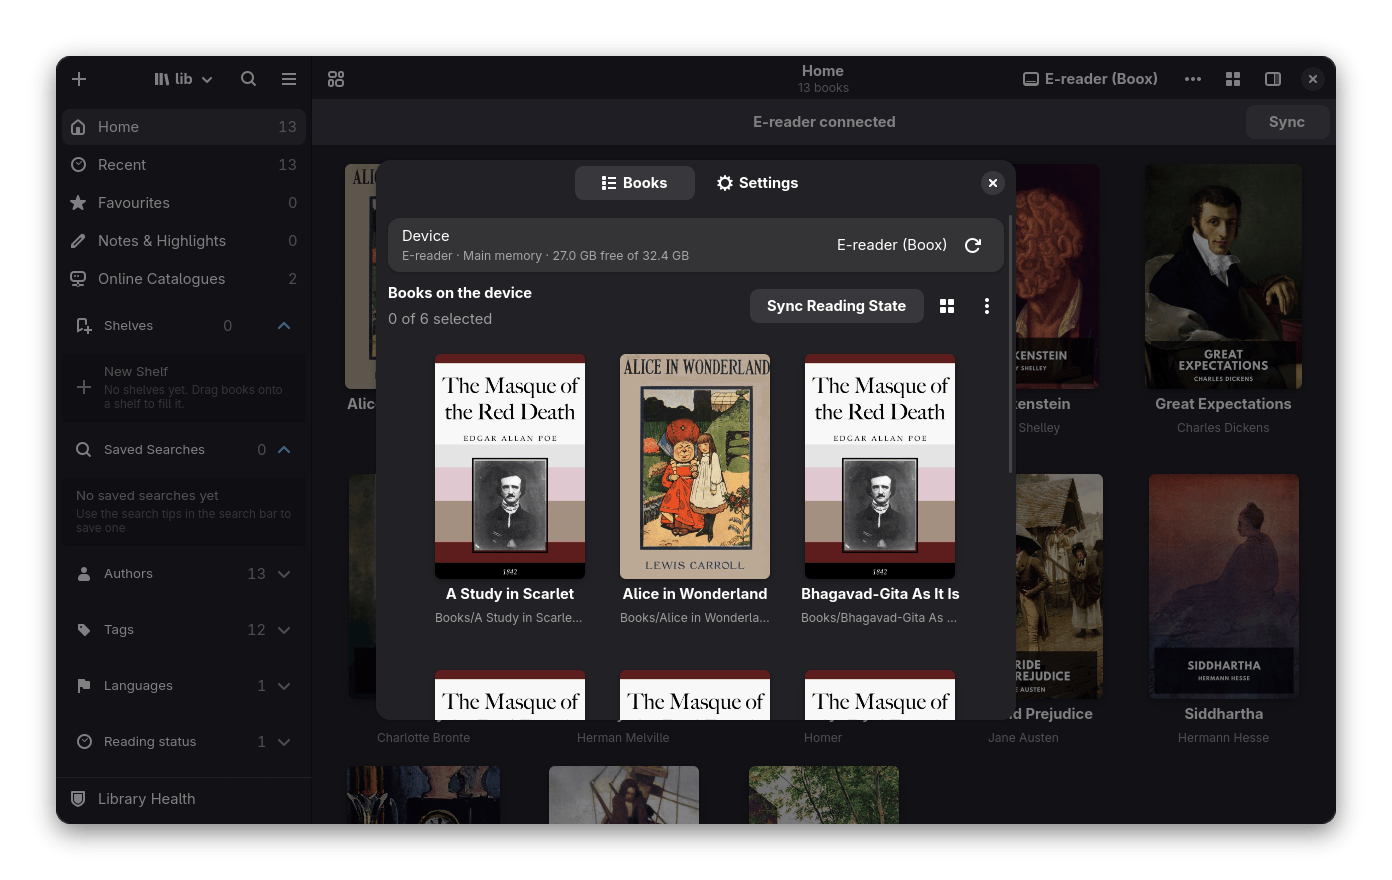 lib
Home
13 books
E-reader (Boox)
E-reader connected
Sync
Home 13
Recent 13
Favourites 0
Notes & Highlights 0
Online Catalogues 2
Shelves 0
New Shelf
No shelves yet. Drag books onto
a shelf to fill it.
Saved Searches 0
No saved searches yet
Use the search tips in the search bar to
save one
Authors 13
Tags 12
Languages 1
Reading status 1
Library Health
Books
Settings
Device
E-reader · Main memory · 27.0 GB free of 32.4 GB
E-reader (Boox)
Books on the device
0 of 6 selected
Sync Reading State
The Masque of
the Red Death
EDGAR ALLAN POE
1842
A Study in Scarlet
Books/A Study in Scarle...
ALICE IN WONDERLAND
LEWIS CARROLL
Alice in Wonderland
Books/Alice in Wonderla...
The Masque of
the Red Death
EDGAR ALLAN POE
1842
Bhagavad-Gita As It Is
Books/Bhagavad-Gita As ...
The Masque of
The Masque of
The Masque of
GREAT
EXPECTATIONS
CHARLES DICKENS
Great Expectations
Charles Dickens
Shelley
Prejudice
Jane Austen
SIDDHARTHA
HERMANN HESSE
Siddhartha
Hermann Hesse
Charlotte Bronte
Herman Melville
Homer